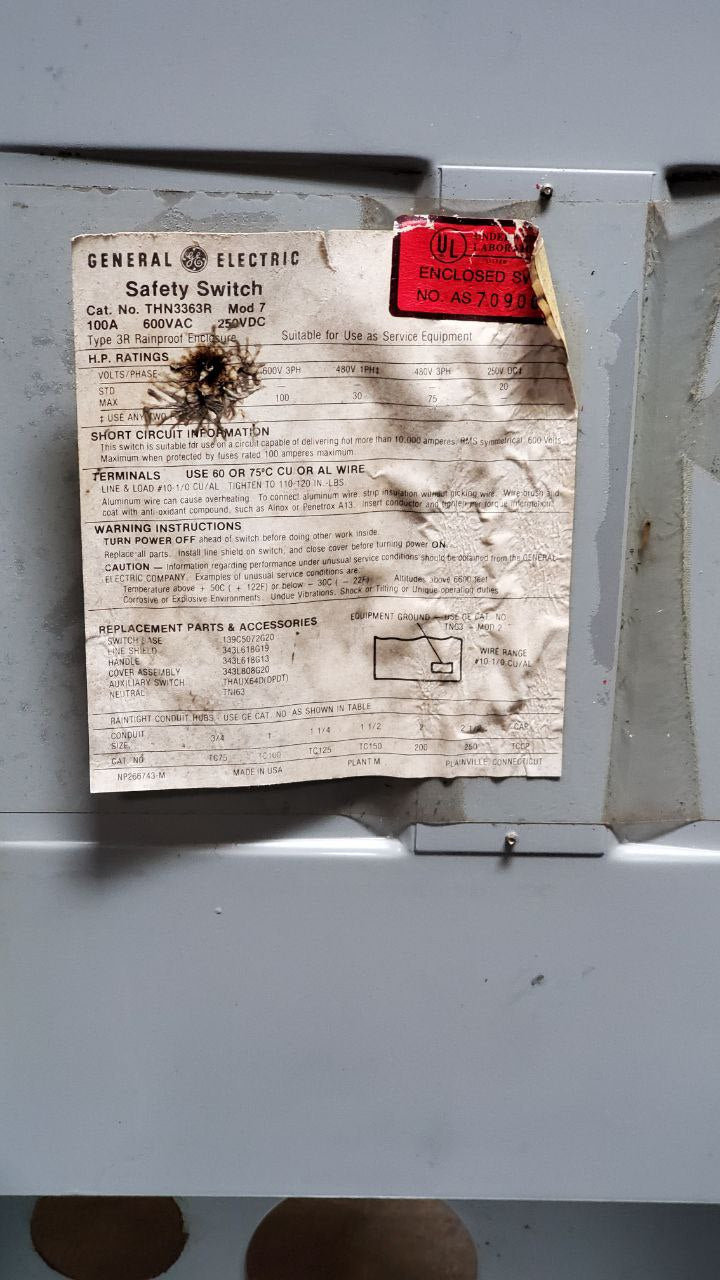 GENERAL GE ELECTRIC
UL
ENCLOSED
NO. AS 7090
Safety Switch
Cat. No. THN3363R Mod 7
100A 600VAC 250VDC
Type 3R Rainproof Enclosure Suitable for Use as Service Equipment
H.P. RATINGS
VOLTS/PHASE 600V 3PH 480V 1PH‡ 480V 3PH 250V DC‡
STD — — — 20
MAX 100 30 75 —
‡ USE ANY TWO
SHORT CIRCUIT INFORMATION
This switch is suitable for use on a circuit capable of delivering not more than 10,000 amperes, RMS symmetrical, 600 Volts
Maximum when protected by fuses rated 100 amperes maximum.
TERMINALS USE 60 OR 75°C CU OR AL WIRE
LINE & LOAD #10-1/0 CU/AL TIGHTEN TO 110-120 IN.-LBS.
Aluminum wire can cause overheating. To connect aluminum wire, strip insulation without nicking wire. Wire brush and
coat with anti-oxidant compound, such as Alnox or Penetrox A13. Insert conductor and tighten per torque information.
WARNING INSTRUCTIONS
TURN POWER OFF ahead of switch before doing other work inside.
Replace all parts. Install line shield on switch, and close cover before turning power ON.
CAUTION — Information regarding performance under unusual service conditions should be obtained from the GENERAL
ELECTRIC COMPANY. Examples of unusual service conditions are:
Temperature above + 50C ( + 122F) or below – 30C ( – 22F) Altitudes above 6600 feet
Corrosive or Explosive Environments. Undue Vibrations, Shock or Tilting or Unique operating duties
REPLACEMENT PARTS & ACCESSORIES
SWITCH BASE 139C5072G20
LINE SHIELD 343L618G19
HANDLE 343L618G13
COVER ASSEMBLY 343L808G20
AUXILIARY SWITCH THAUX64D(DPDT)
NEUTRAL TNI63
EQUIPMENT GROUND — USE GE CAT. NO.
TNG3 – MOD 2
WIRE RANGE
#10-1/0 CU/AL
RAINTIGHT CONDUIT HUBS - USE GE CAT. NO. AS SHOWN IN TABLE
CONDUIT SIZE 3/4 1 1 1/4 1 1/2 2 2 1/2 CAP
CAT. NO. TC75 TC100 TC125 TC150 200 250 TCCP
NP266743-M MADE IN USA PLANT M PLAINVILLE, CONNECTICUT